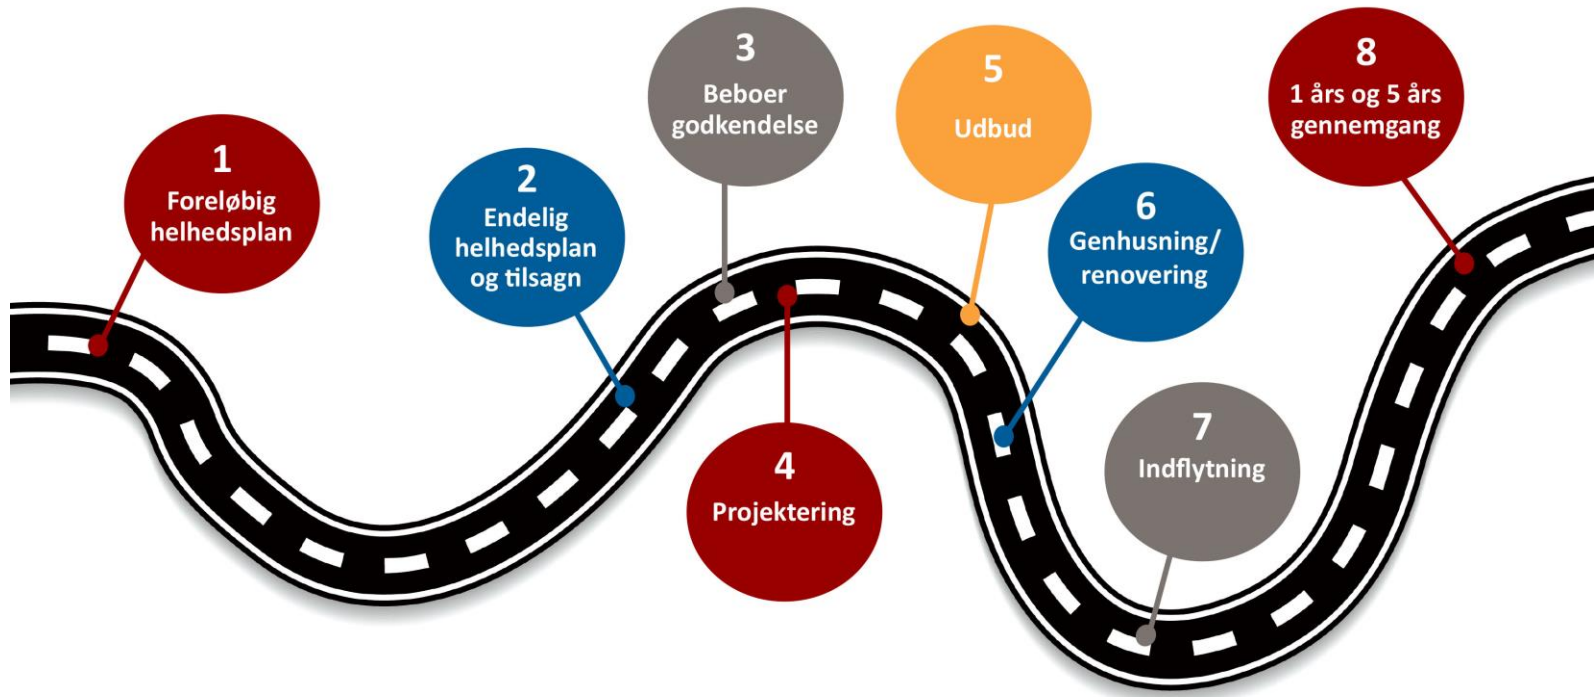 1
Foreløbig
helhedsplan
2
Endelig
helhedsplan
og tilsagn
3
Beboer
godkendelse
4
Projektering
5
Udbud
6
Genhusning/
renovering
7
Indflytning
8
1 års og 5 års
gennemgang